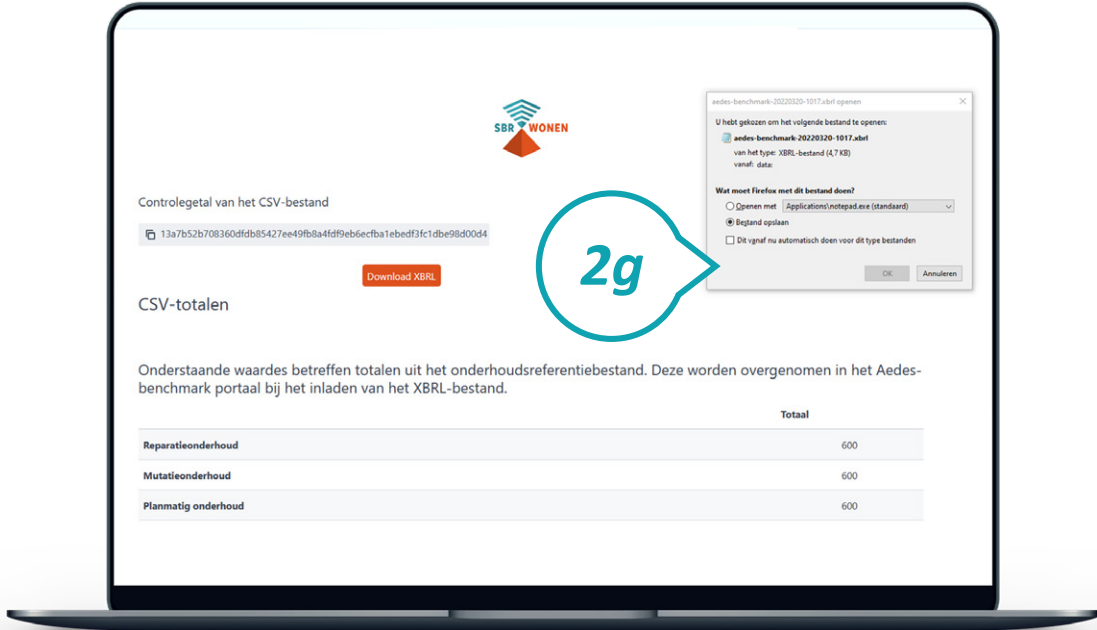 SBR WONEN
aedes-benchmark-20220320-1017.xbrl openen
U hebt gekozen om het volgende bestand te openen:
aedes-benchmark-20220320-1017.xbrl
van het type: XBRL-bestand (4,7 KB)
vanaf: data:
Wat moet Firefox met dit bestand doen?
Openen met Applications\notepad.exe (standaard)
Bestand opslaan
Dit vanaf nu automatisch doen voor dit type bestanden
OK Annuleren
2g
Controlegetal van het CSV-bestand
13a7b52b708360dfdb85427ee49fb8a4fdf9eb6ecfba1ebedf3fc1dbe98d00d4
Download XBRL
CSV-totalen
Onderstaande waardes betreffen totalen uit het onderhoudsreferentiebestand. Deze worden overgenomen in het Aedes-
benchmark portaal bij het inladen van het XBRL-bestand.
Totaal
Reparatieonderhoud 600
Mutatieonderhoud 600
Planmatig onderhoud 600